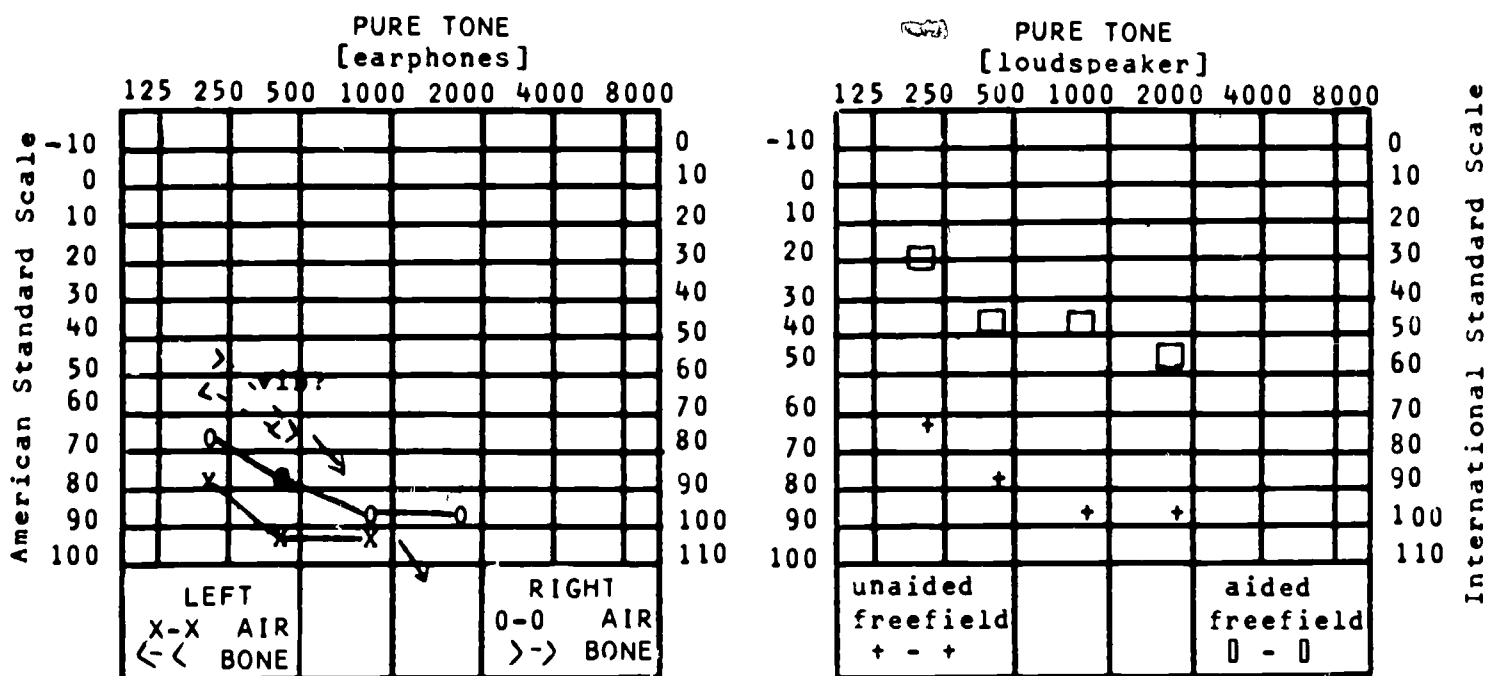 PURE TONE
[earphones]
125 250 500 1000 2000 4000 8000
American Standard Scale
-10 0
0 10
10 20
20 30
30 40
40 50
50 60
60 70
70 80
80 90
90 100
100 110
LEFT
X-X AIR
<-< BONE
RIGHT
O-O AIR
>-> BONE
PURE TONE
[loudspeaker]
125 250 500 1000 2000 4000 8000
-10 0
0 10
10 20
20 30
30 40
40 50
50 60
60 70
70 80
80 90
90 100
100 110
International Standard Scale
unaided
freefield
+ - +
aided
freefield
▯ - ▯